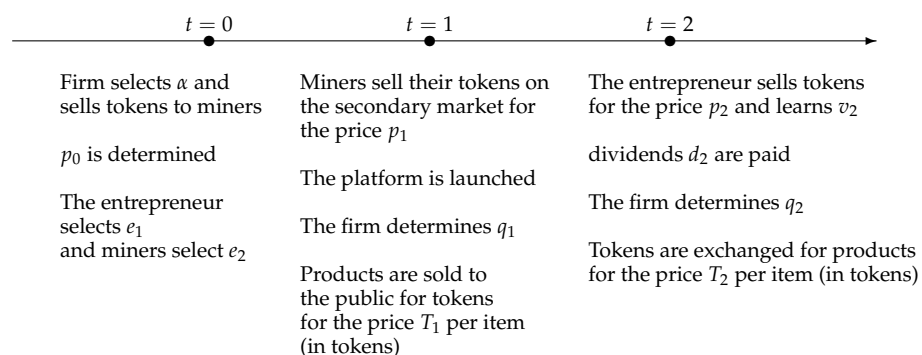 t = 0
t = 1
t = 2
Firm selects α and
sells tokens to miners
p₀ is determined
The entrepreneur
selects e₁
and miners select e₂
Miners sell their tokens on
the secondary market for
the price p₁
The platform is launched
The firm determines q₁
Products are sold to
the public for tokens
for the price T₁ per item
(in tokens)
The entrepreneur sells tokens
for the price p₂ and learns v₂
dividends d₂ are paid
The firm determines q₂
Tokens are exchanged for products
for the price T₂ per item (in tokens)